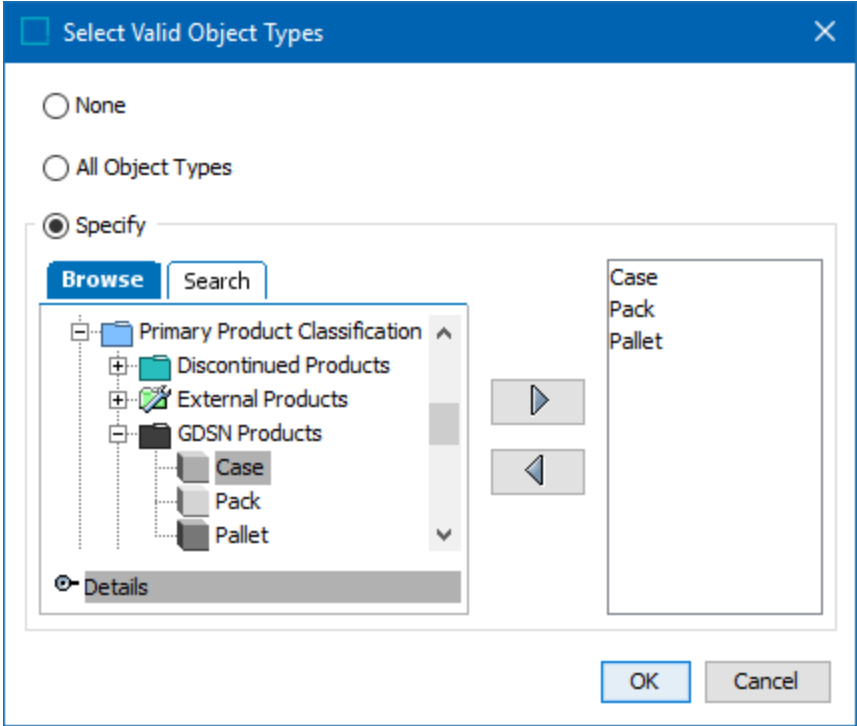 Select Valid Object Types
None
All Object Types
Specify
Browse
Search
Primary Product Classification
Discontinued Products
External Products
GDSN Products
Case
Pack
Pallet
Details
Case
Pack
Pallet
OK
Cancel